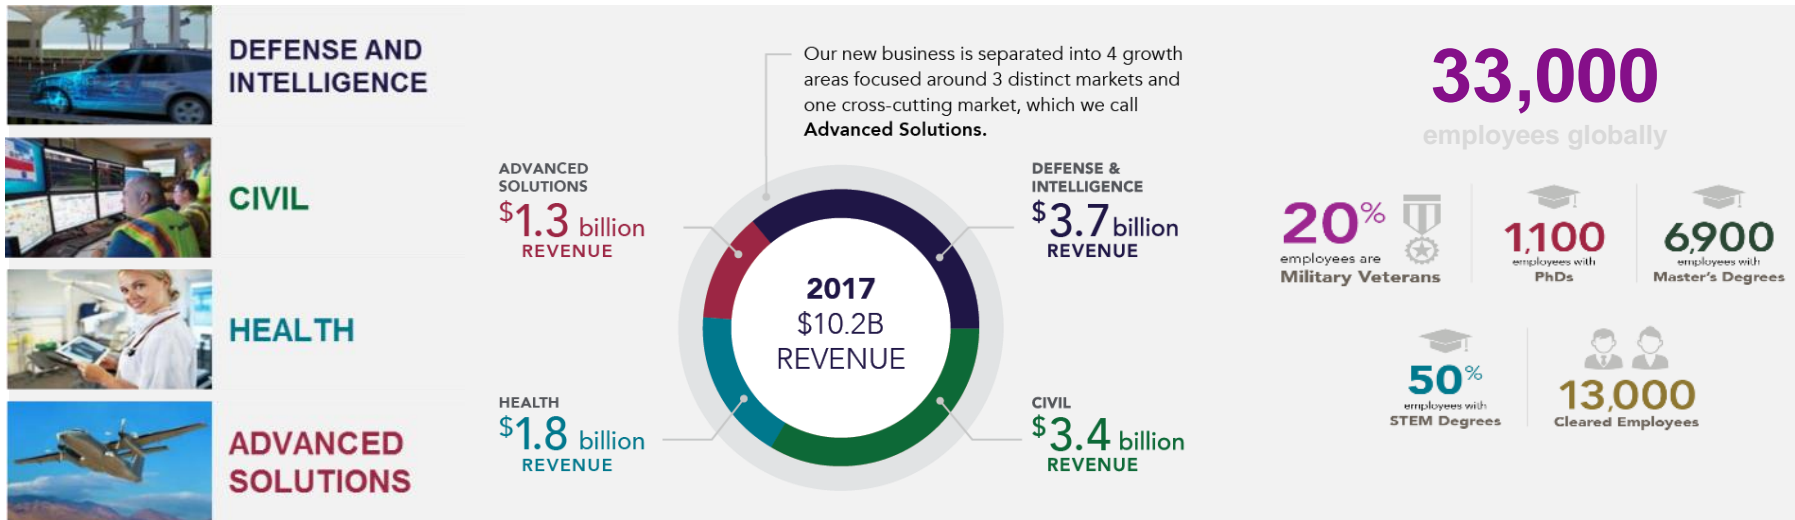 DEFENSE AND
INTELLIGENCE
CIVIL
HEALTH
ADVANCED
SOLUTIONS
Our new business is separated into 4 growth
areas focused around 3 distinct markets and
one cross-cutting market, which we call
Advanced Solutions.
ADVANCED
SOLUTIONS
$1.3 billion
REVENUE
DEFENSE &
INTELLIGENCE
$3.7 billion
REVENUE
2017
$10.2B
REVENUE
HEALTH
$1.8 billion
REVENUE
CIVIL
$3.4 billion
REVENUE
33,000
employees globally
20%
employees are
Military Veterans
1,100
employees with
PhDs
6,900
employees with
Master's Degrees
50%
employees with
STEM Degrees
13,000
Cleared Employees